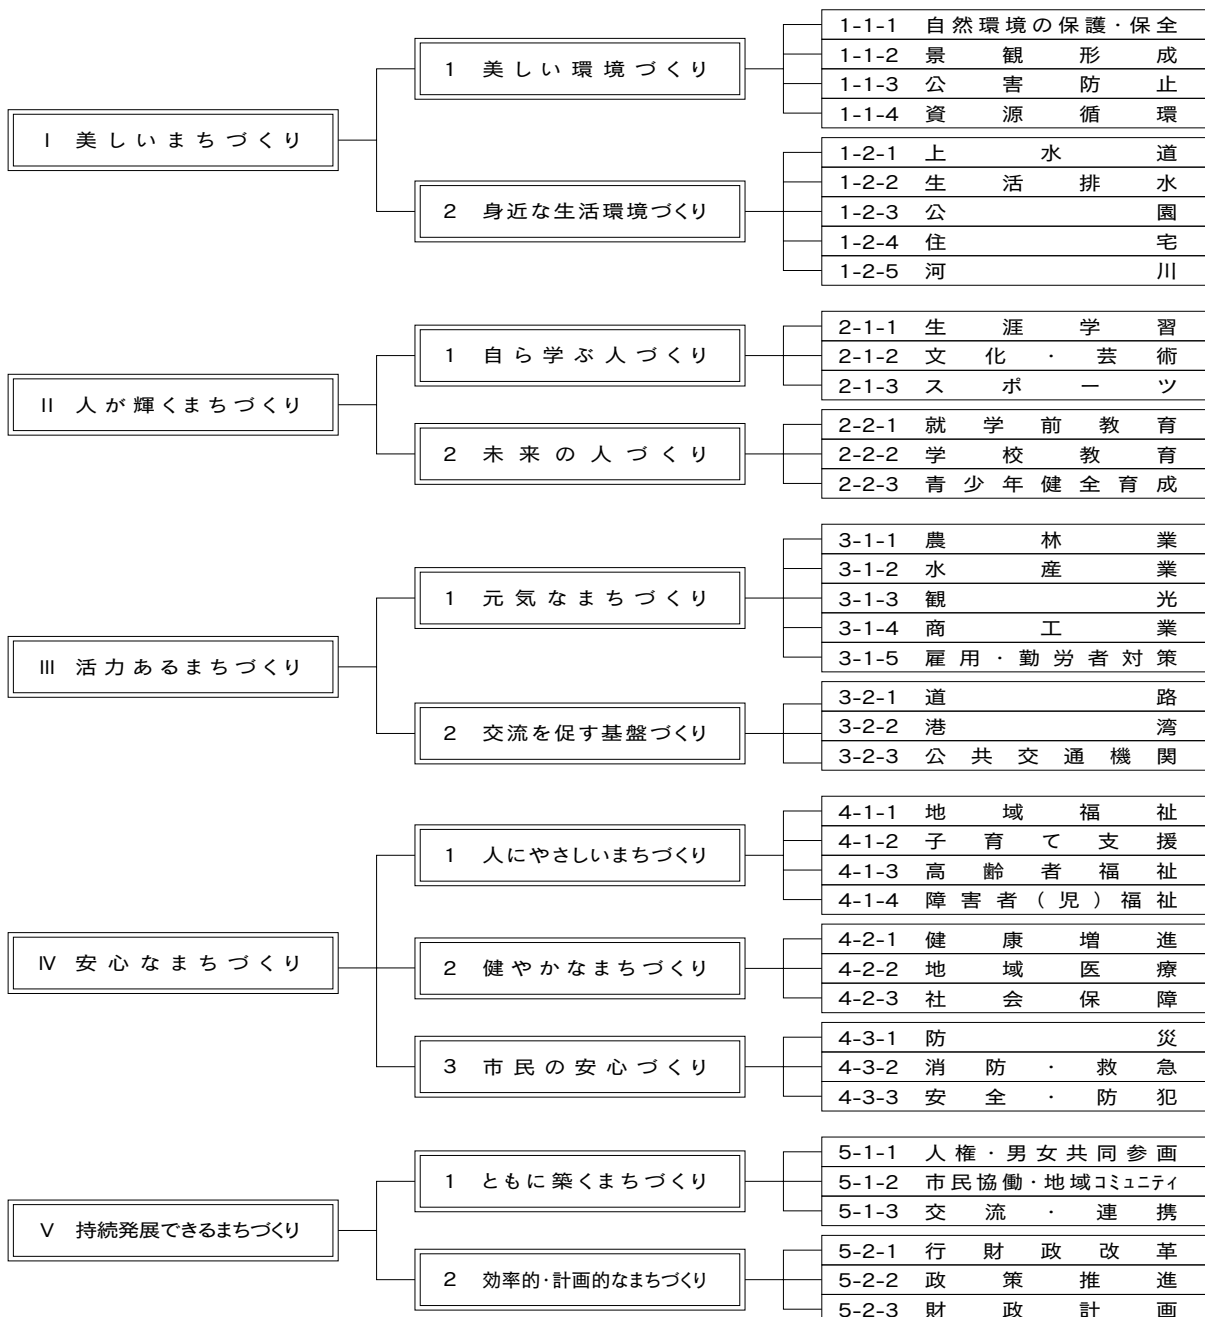 I 美しいまちづくり
1 美しい環境づくり
1-1-1 自然環境の保護・保全
1-1-2 景観形成
1-1-3 公害防止
1-1-4 資源循環
2 身近な生活環境づくり
1-2-1 上水道
1-2-2 生活排水
1-2-3 公園
1-2-4 住宅
1-2-5 河川
II 人が輝くまちづくり
1 自ら学ぶ人づくり
2-1-1 生涯学習
2-1-2 文化・芸術
2-1-3 スポーツ
2 未来の人づくり
2-2-1 就学前教育
2-2-2 学校教育
2-2-3 青少年健全育成
III 活力あるまちづくり
1 元気なまちづくり
3-1-1 農林業
3-1-2 水産業
3-1-3 観光
3-1-4 商工業
3-1-5 雇用・勤労者対策
2 交流を促す基盤づくり
3-2-1 道路
3-2-2 港湾
3-2-3 公共交通機関
IV 安心なまちづくり
1 人にやさしいまちづくり
4-1-1 地域福祉
4-1-2 子育て支援
4-1-3 高齢者福祉
4-1-4 障害者(児)福祉
2 健やかなまちづくり
4-2-1 健康増進
4-2-2 地域医療
4-2-3 社会保障
3 市民の安心づくり
4-3-1 防災
4-3-2 消防・救急
4-3-3 安全・防犯
V 持続発展できるまちづくり
1 ともに築くまちづくり
5-1-1 人権・男女共同参画
5-1-2 市民協働・地域コミュニティ
5-1-3 交流・連携
2 効率的・計画的なまちづくり
5-2-1 行財政改革
5-2-2 政策推進
5-2-3 財政計画